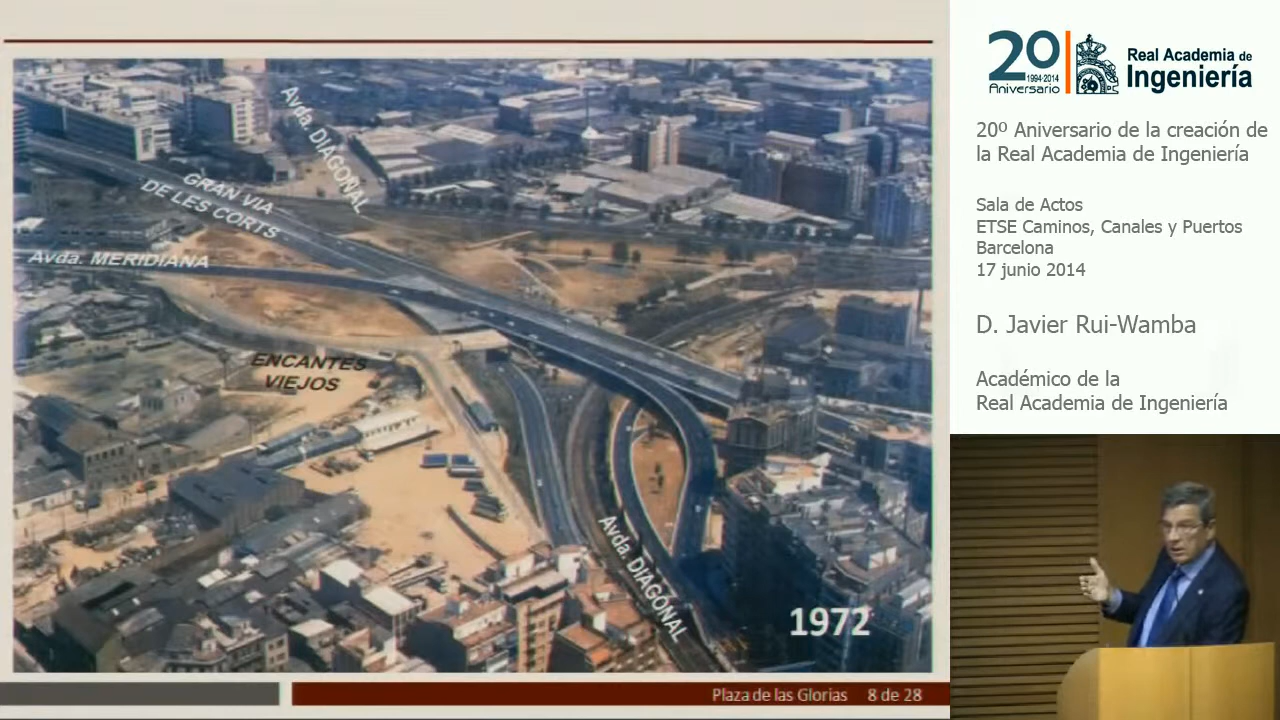 Avda. DIAGONAL
GRAN VIA
DE LES CORTS
Avda. MERIDIANA
ENCANTES
VIEJOS
Avda. DIAGONAL
1972
Plaza de las Glorias 8 de 28
20
1994-2014
Aniversario
Real Academia de
Ingeniería
20º Aniversario de la creación de
la Real Academia de Ingeniería
Sala de Actos
ETSE Caminos, Canales y Puertos
Barcelona
17 junio 2014
D. Javier Rui-Wamba
Académico de la
Real Academia de Ingeniería